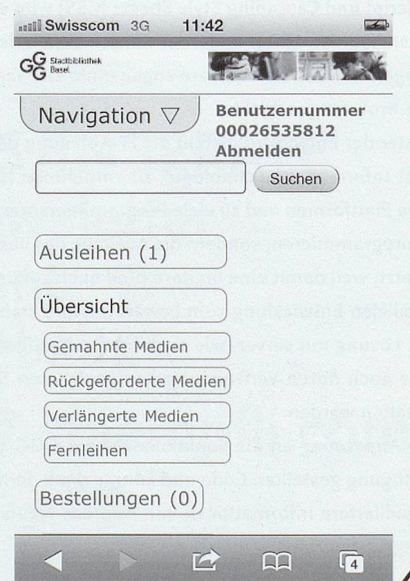 Swisscom 3G 11:42
GGG Stadtbibliothek
Basel
Navigation ▽
Benutzernummer
00026535812
Abmelden
Suchen
Ausleihen (1)
Übersicht
Gemahnte Medien
Rückgeforderte Medien
Verlängerte Medien
Fernleihen
Bestellungen (0)
4